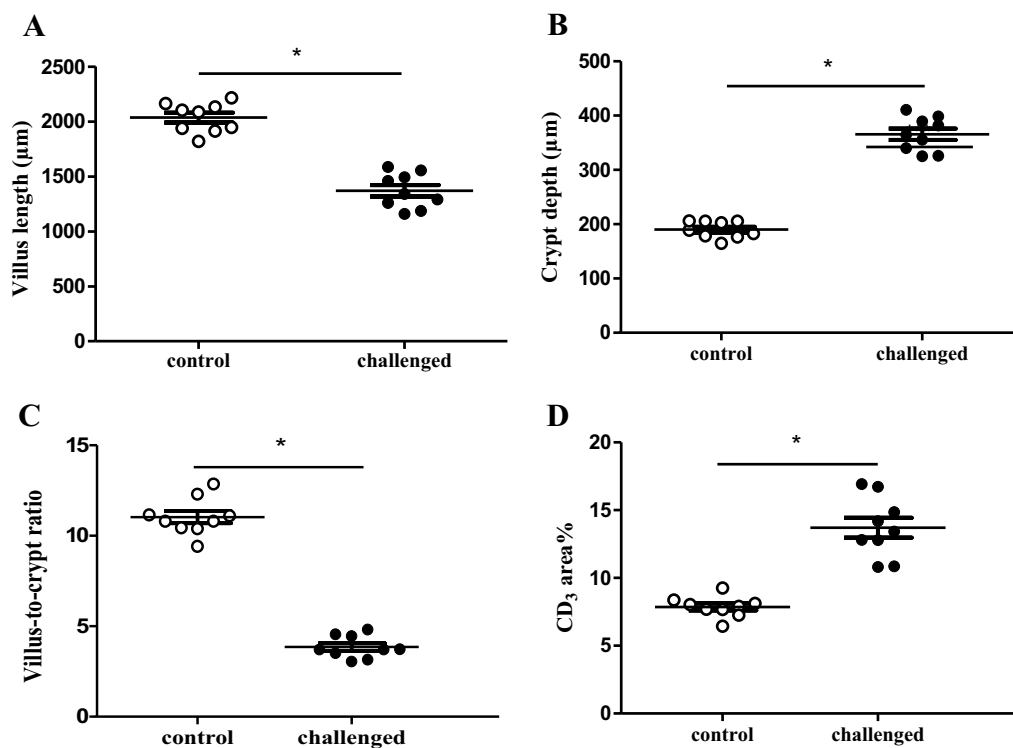 A
*
Villus length (µm)
2500
2000
1500
1000
500
0
control challenged
B
*
Crypt depth (µm)
500
400
300
200
100
0
control challenged
C
*
Villus-to-crypt ratio
15
10
5
0
control challenged
D
*
CD3 area%
20
15
10
5
0
control challenged